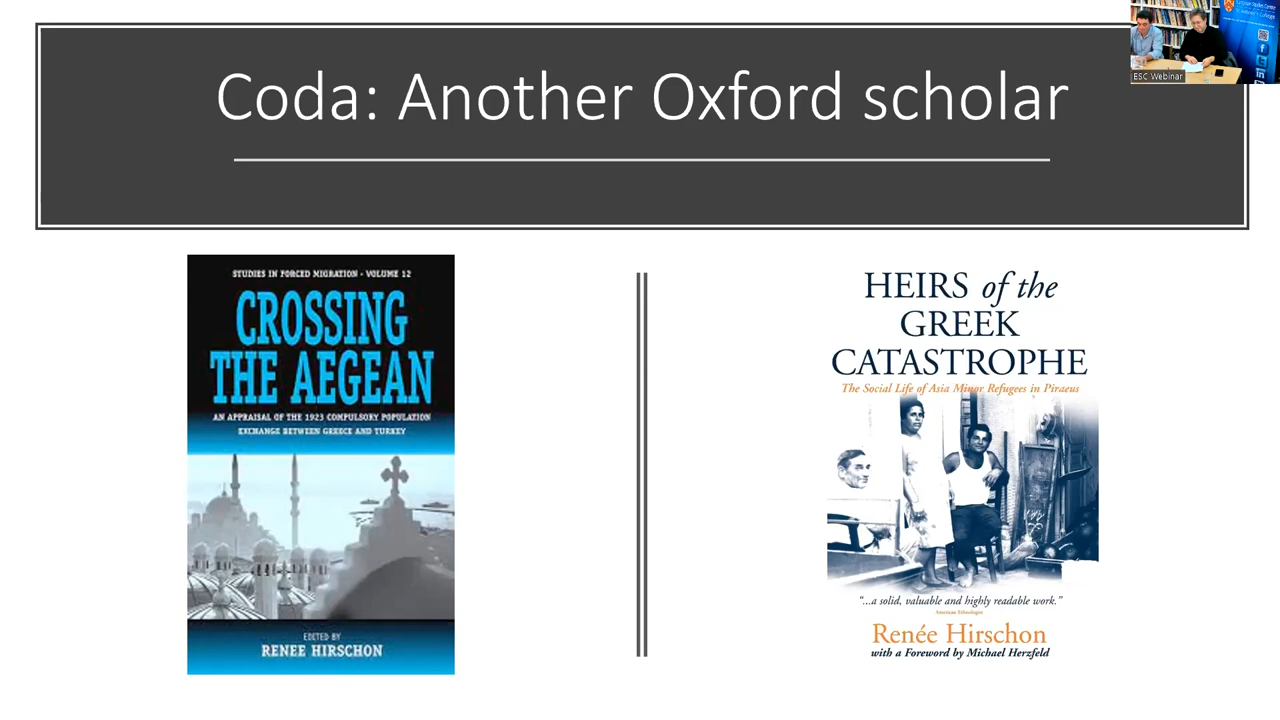 Coda: Another Oxford scholar
ESC Webinar
STUDIES IN FORCED MIGRATION - VOLUME 12
CROSSING
THE AEGEAN
AN APPRAISAL OF THE 1923 COMPULSORY POPULATION
EXCHANGE BETWEEN GREECE AND TURKEY
EDITED BY
RENEE HIRSCHON
HEIRS of the
GREEK
CATASTROPHE
The Social Life of Asia Minor Refugees in Piraeus
“...a solid, valuable and highly readable work.”
American Ethnologist
Renée Hirschon
with a Foreword by Michael Herzfeld